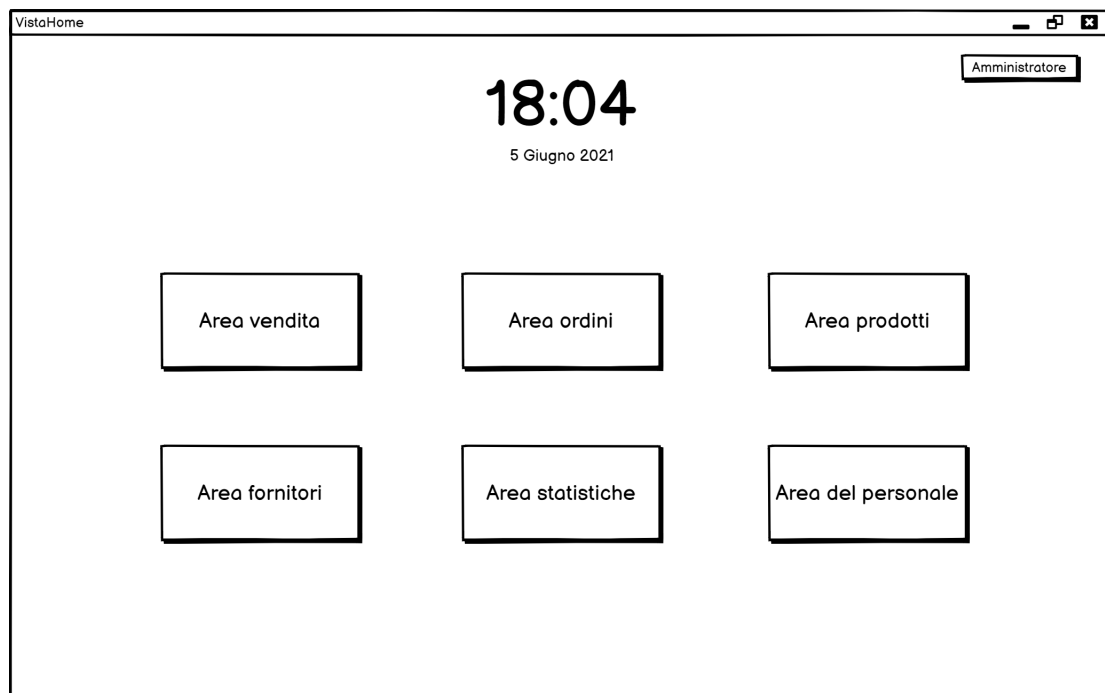 VistaHome
Amministratore
18:04
5 Giugno 2021
Area vendita
Area ordini
Area prodotti
Area fornitori
Area statistiche
Area del personale